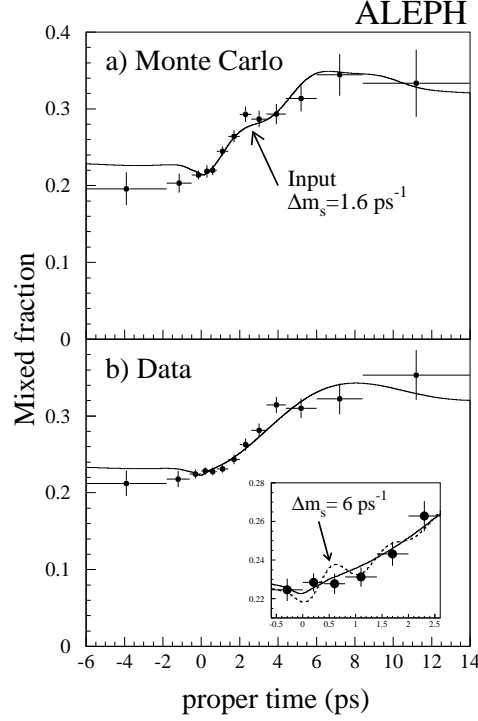 ALEPH
a) Monte Carlo
0.4
0.3
0.2
0.1
0
Input
Δm_s=1.6 ps^-1
Mixed fraction
b) Data
0.3
0.2
0.1
0
0.28
0.26
0.24
0.22
Δm_s= 6 ps^-1
-0.5 0 0.5 1 1.5 2 2.5
-6 -4 -2 0 2 4 6 8 10 12 14
proper time (ps)